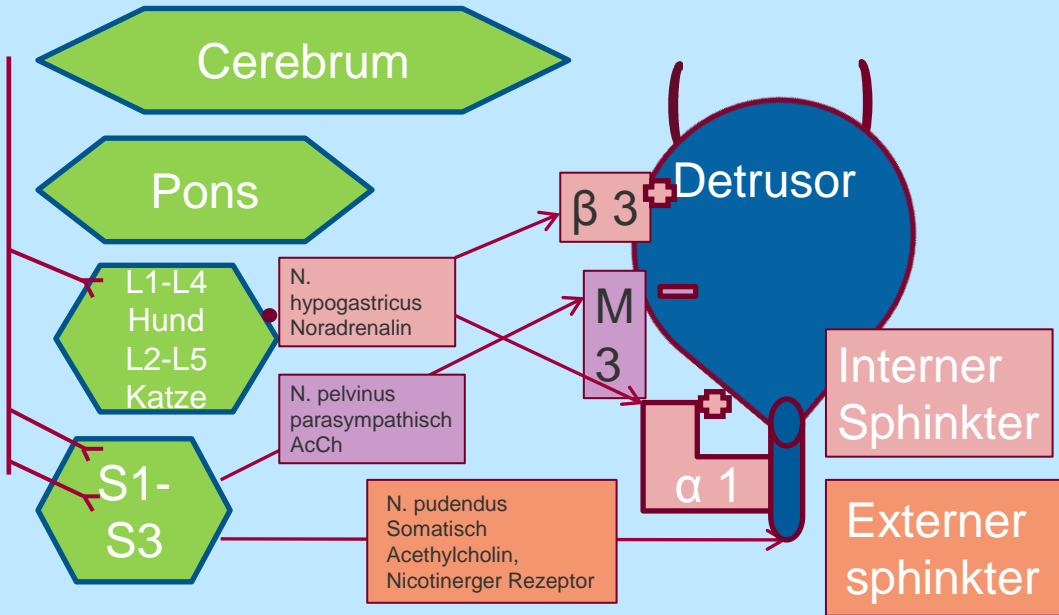 Cerebrum
Pons
L1-L4
Hund
L2-L5
Katze
S1-
S3
N.
hypogastricus
Noradrenalin
N. pelvinus
parasympathisch
AcCh
N. pudendus
Somatisch
Acethylcholin,
Nicotinerger Rezeptor
β 3
M
3
α 1
Detrusor
Interner
Sphinkter
Externer
sphinkter